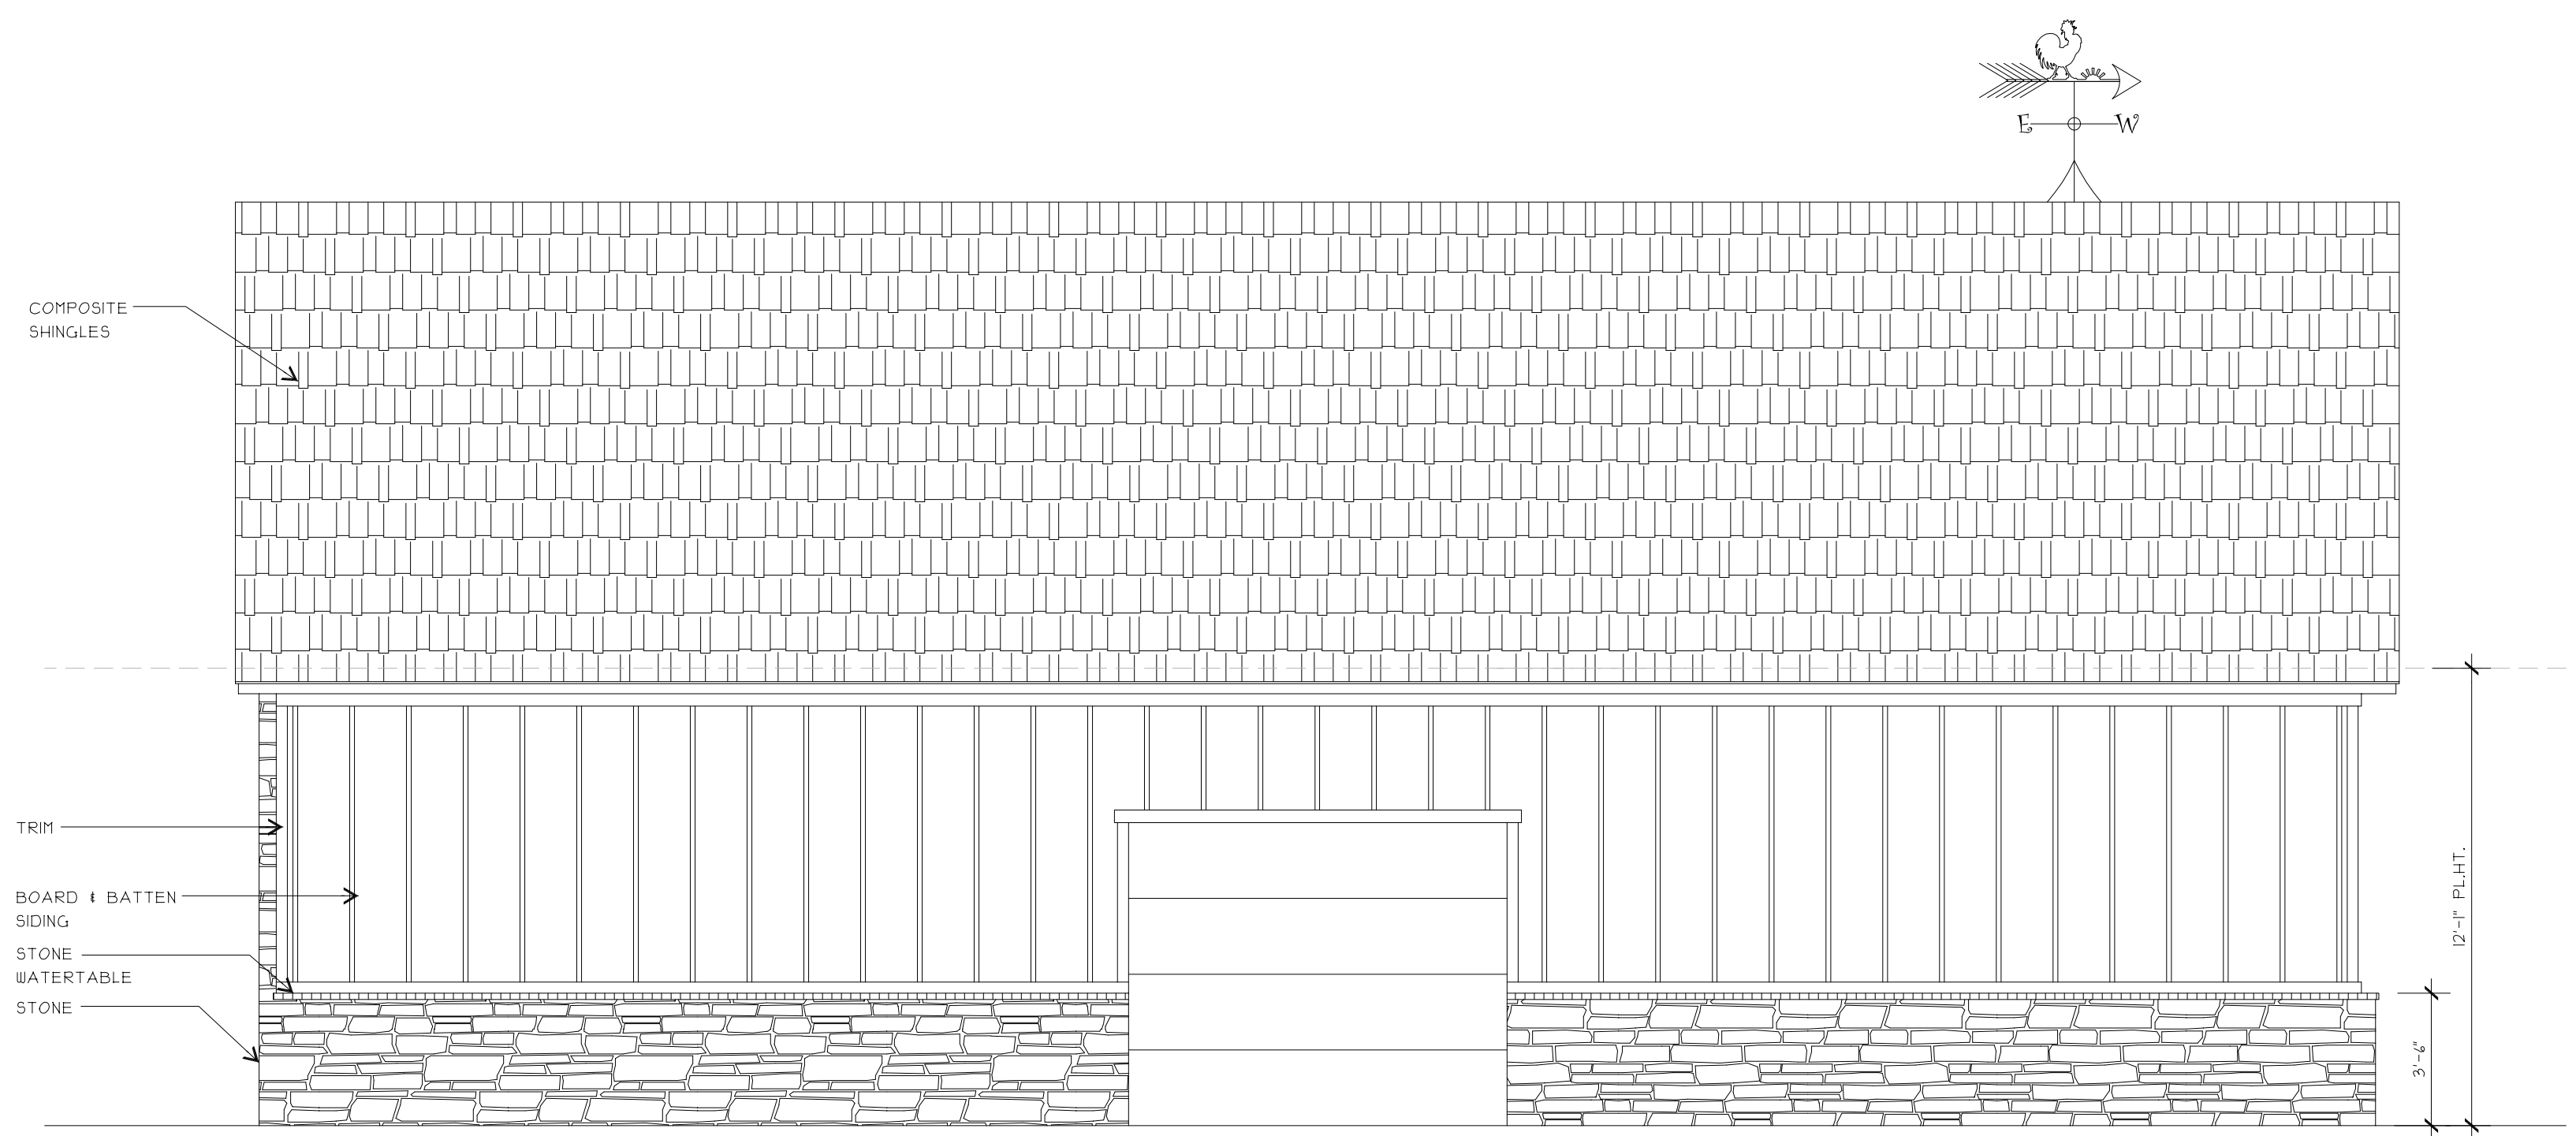 E W
COMPOSITE
SHINGLES
TRIM
BOARD & BATTEN
SIDING
STONE
WATERTABLE
STONE
12'-1" PL.HT.
3'-6"